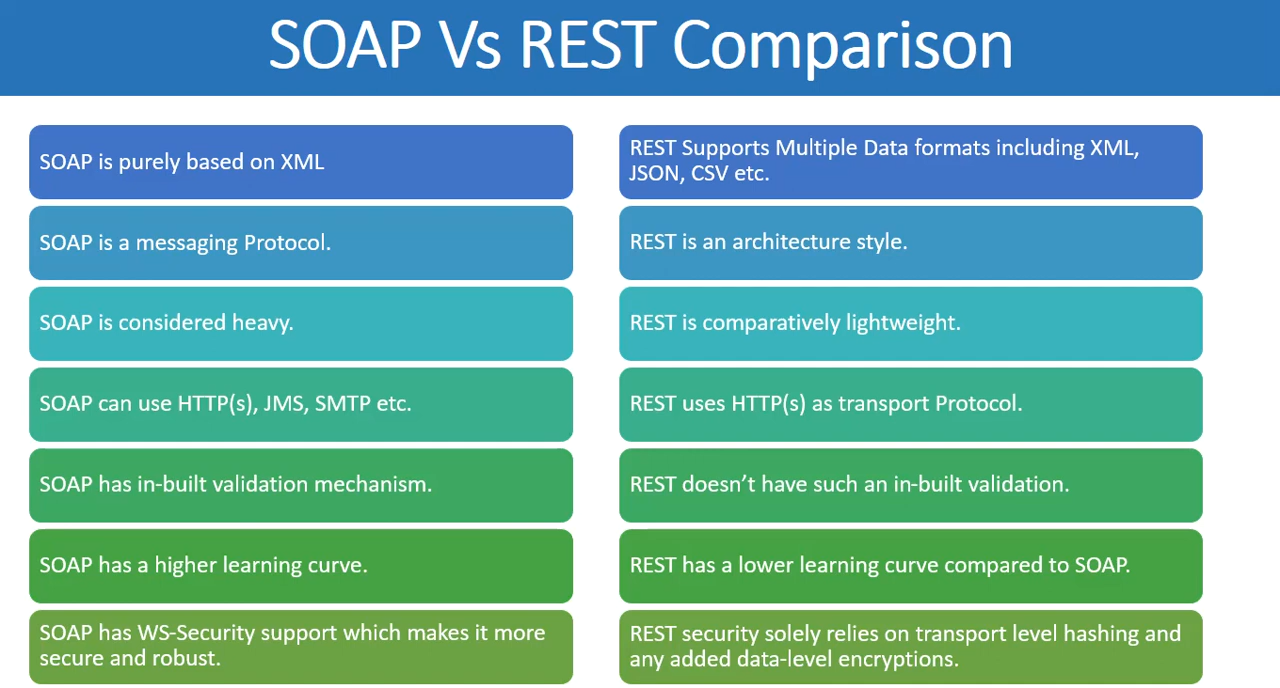 SOAP Vs REST Comparison
SOAP is purely based on XML
REST Supports Multiple Data formats including XML,
JSON, CSV etc.
SOAP is a messaging Protocol.
REST is an architecture style.
SOAP is considered heavy.
REST is comparatively lightweight.
SOAP can use HTTP(s), JMS, SMTP etc.
REST uses HTTP(s) as transport Protocol.
SOAP has in-built validation mechanism.
REST doesn’t have such an in-built validation.
SOAP has a higher learning curve.
REST has a lower learning curve compared to SOAP.
SOAP has WS-Security support which makes it more
secure and robust.
REST security solely relies on transport level hashing and
any added data-level encryptions.